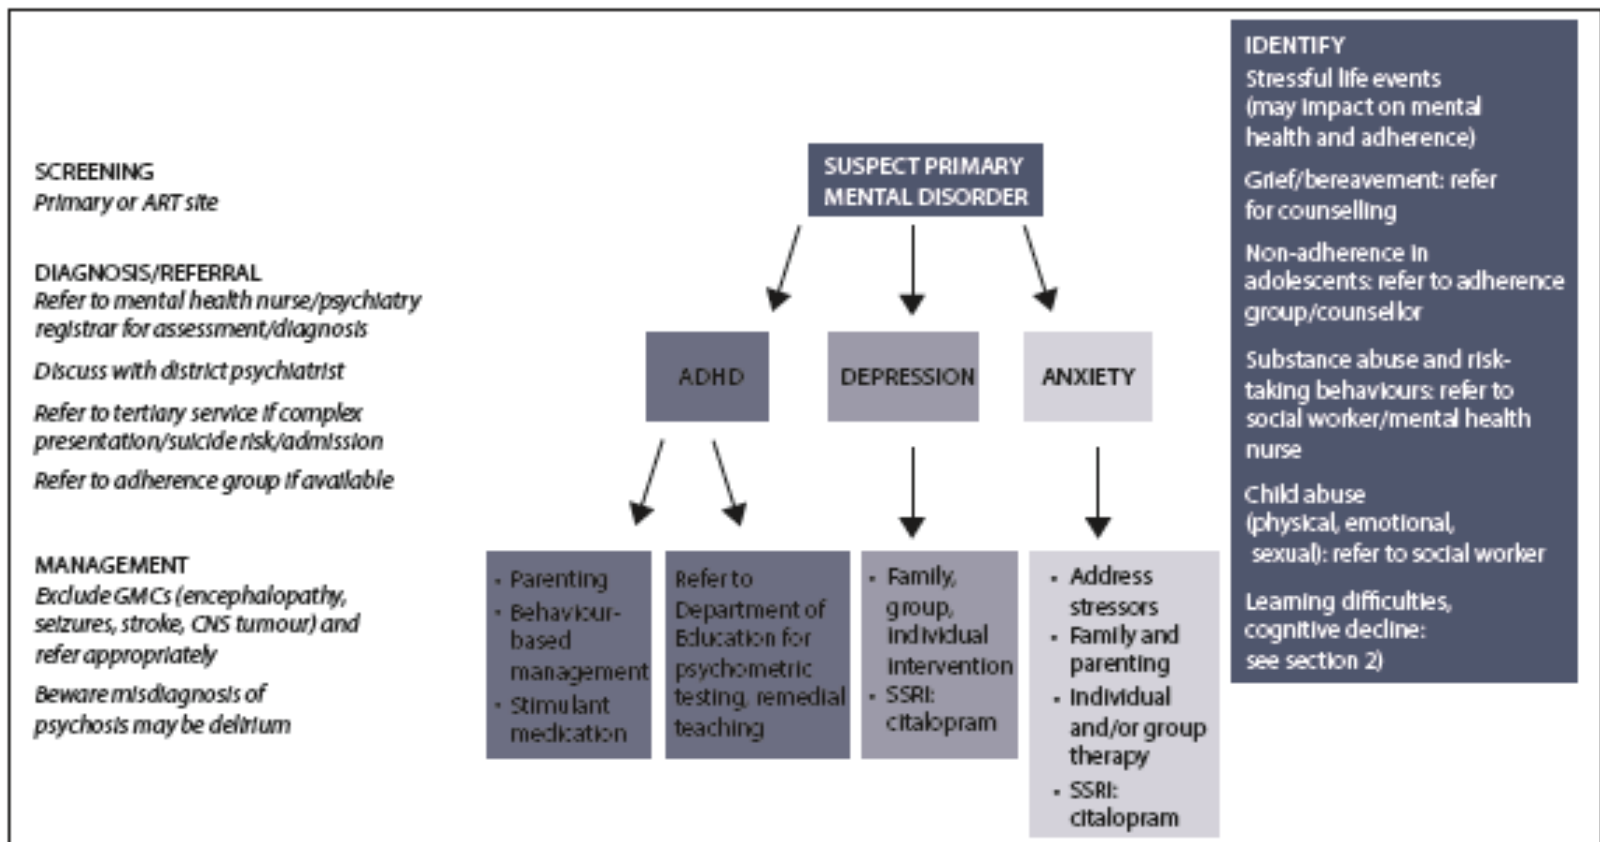 SCREENING
Primary or ART site
DIAGNOSIS/REFERRAL
Refer to mental health nurse/psychiatry
registrar for assessment/diagnosis
Discuss with district psychiatrist
Refer to tertiary service if complex
presentation/suicide risk/admission
Refer to adherence group if available
MANAGEMENT
Exclude GMCs (encephalopathy,
seizures, stroke, CNS tumour) and
refer appropriately
Beware misdiagnosis of
psychosis may be delirium
SUSPECT PRIMARY
MENTAL DISORDER
ADHD
DEPRESSION
ANXIETY
• Parenting
• Behaviour-
based
management
• Stimulant
medication
Refer to
Department of
Education for
psychometric
testing, remedial
teaching
• Family,
group,
individual
intervention
• SSRI:
citalopram
• Address
stressors
• Family and
parenting
• Individual
and/or group
therapy
• SSRI:
citalopram
IDENTIFY
Stressful life events
(may impact on mental
health and adherence)
Grief/bereavement: refer
for counselling
Non-adherence in
adolescents: refer to adherence
group/counsellor
Substance abuse and risk-
taking behaviours: refer to
social worker/mental health
nurse
Child abuse
(physical, emotional,
sexual): refer to social worker
Learning difficulties,
cognitive decline:
see section 2)